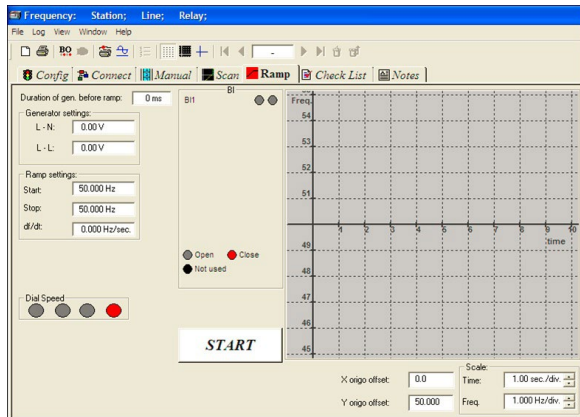 Frequency: Station; Line; Relay;
File Log View Window Help
BQ
-
Config Connect Manual Scan Ramp Check List Notes
Duration of gen. before ramp: 0 ms
Generator settings:
L - N: 0.00 V
L - L: 0.00 V
Ramp settings:
Start: 50.000 Hz
Stop: 50.000 Hz
df/dt: 0.000 Hz/sec.
Dial Speed
BI
BI1
Open Close
Not used
START
Freq.
54
53
52
51
1 2 3 4 5 6 7 8 9 10
time
49
48
47
46
45
X origo offset: 0.0
Y origo offset: 50.000
Scale:
Time: 1.00 sec./div.
Freq. 1.000 Hz/div.